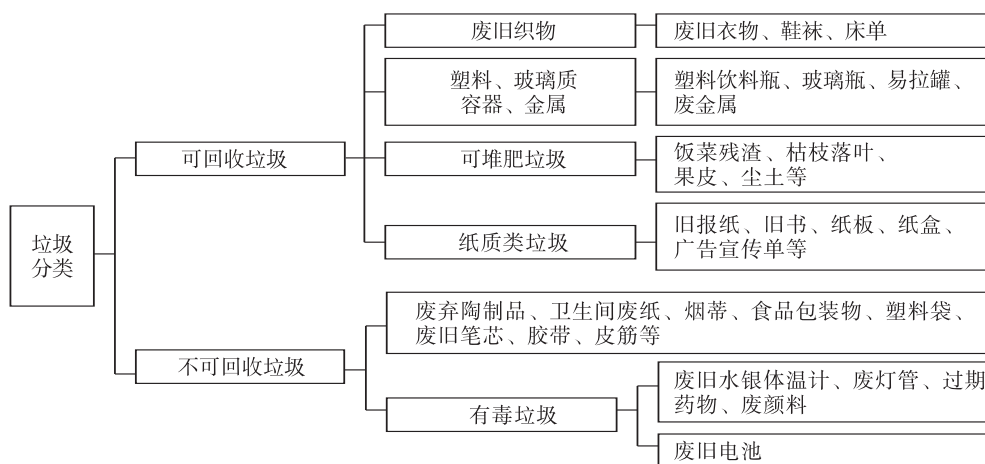 垃圾
分类
可回收垃圾
废旧织物
废旧衣物、鞋袜、床单
塑料、玻璃质
容器、金属
塑料饮料瓶、玻璃瓶、易拉罐、
废金属
可堆肥垃圾
饭菜残渣、枯枝落叶、
果皮、尘土等
纸质类垃圾
旧报纸、旧书、纸板、纸盒、
广告宣传单等
不可回收垃圾
废弃陶制品、卫生间废纸、烟蒂、食品包装物、塑料袋、
废旧笔芯、胶带、皮筋等
有毒垃圾
废旧水银体温计、废灯管、过期
药物、废颜料
废旧电池